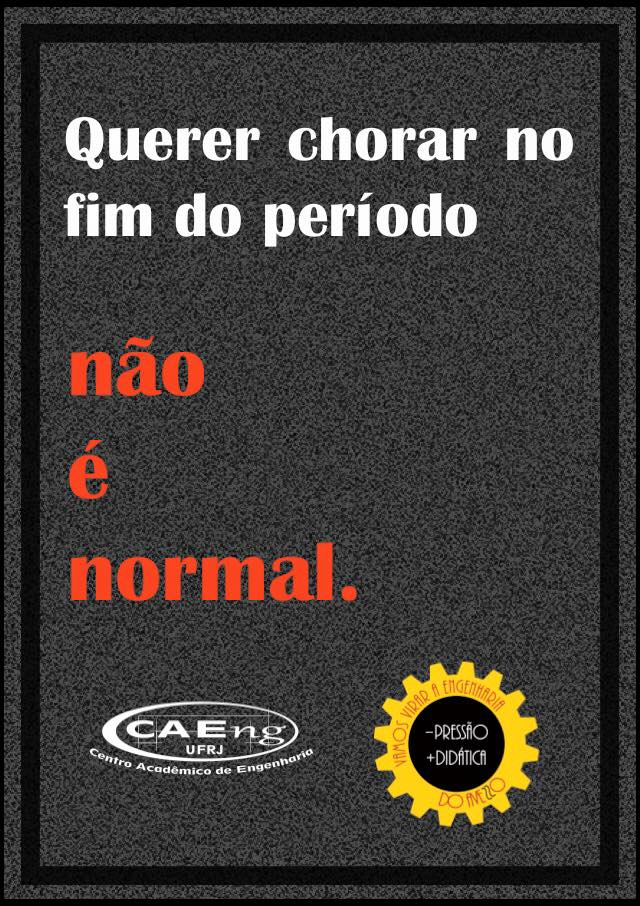 Querer chorar no
fim do período
não
é
normal.
CAEng
UFRJ
Centro Acadêmico de Engenharia
VAMOS VIRAR A ENGENHARIA
-PRESSÃO
+DIDÁTICA
DO AVEZZO